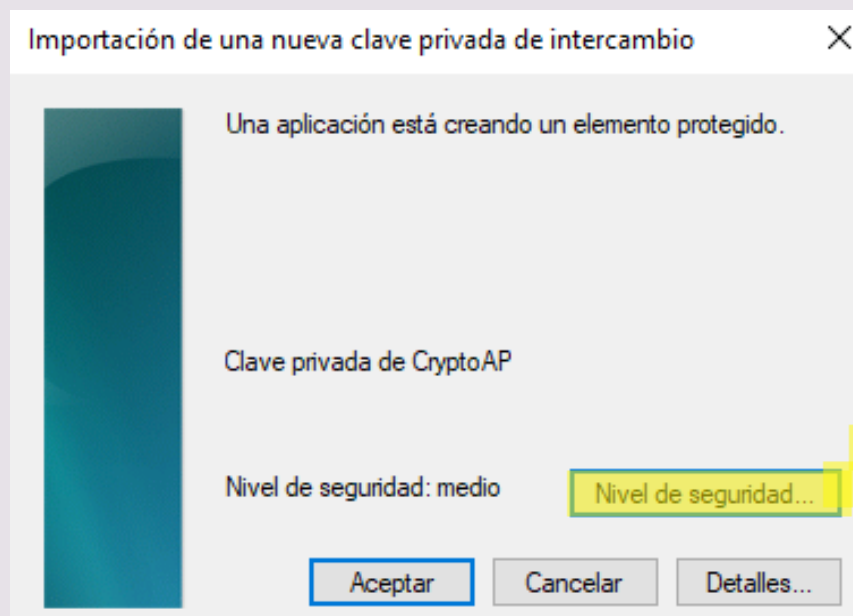 Importación de una nueva clave privada de intercambio
Una aplicación está creando un elemento protegido.
Clave privada de CryptoAP
Nivel de seguridad: medio
Nivel de seguridad...
Aceptar
Cancelar
Detalles...